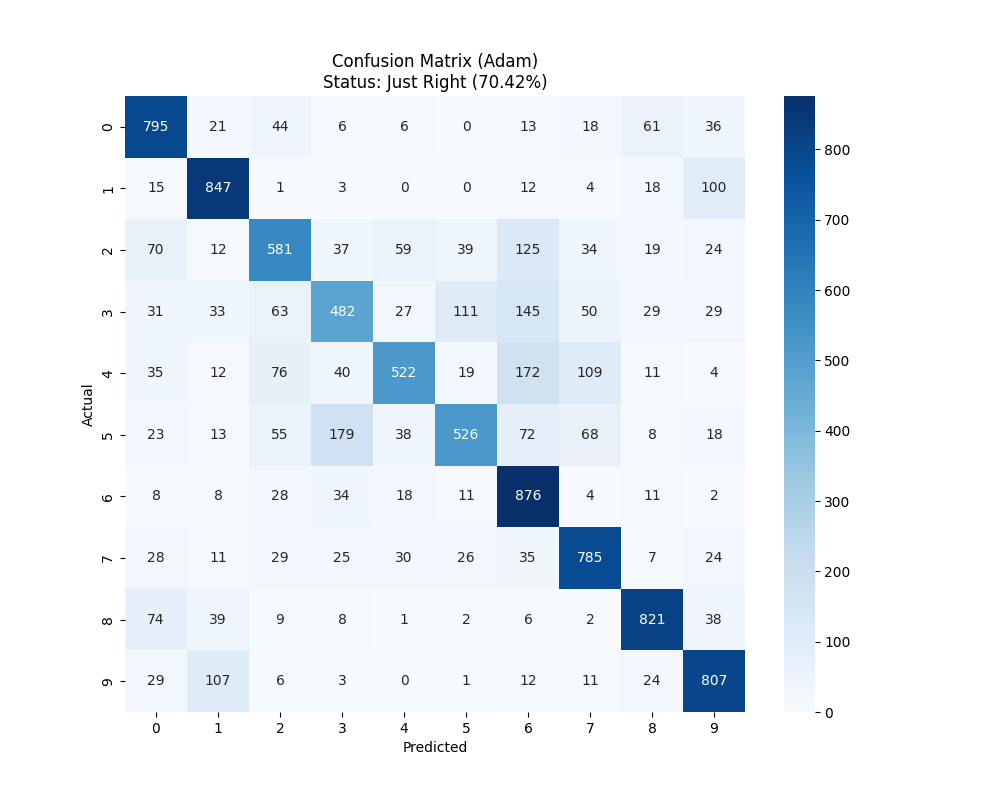 Confusion Matrix (Adam)
Status: Just Right (70.42%)
0 795 21 44 6 6 0 13 18 61 36
1 15 847 1 3 0 0 12 4 18 100
2 70 12 581 37 59 39 125 34 19 24
3 31 33 63 482 27 111 145 50 29 29
4 35 12 76 40 522 19 172 109 11 4
5 23 13 55 179 38 526 72 68 8 18
6 8 8 28 34 18 11 876 4 11 2
7 28 11 29 25 30 26 35 785 7 24
8 74 39 9 8 1 2 6 2 821 38
9 29 107 6 3 0 1 12 11 24 807
0 1 2 3 4 5 6 7 8 9
Predicted
Actual
800
700
600
500
400
300
200
100
0